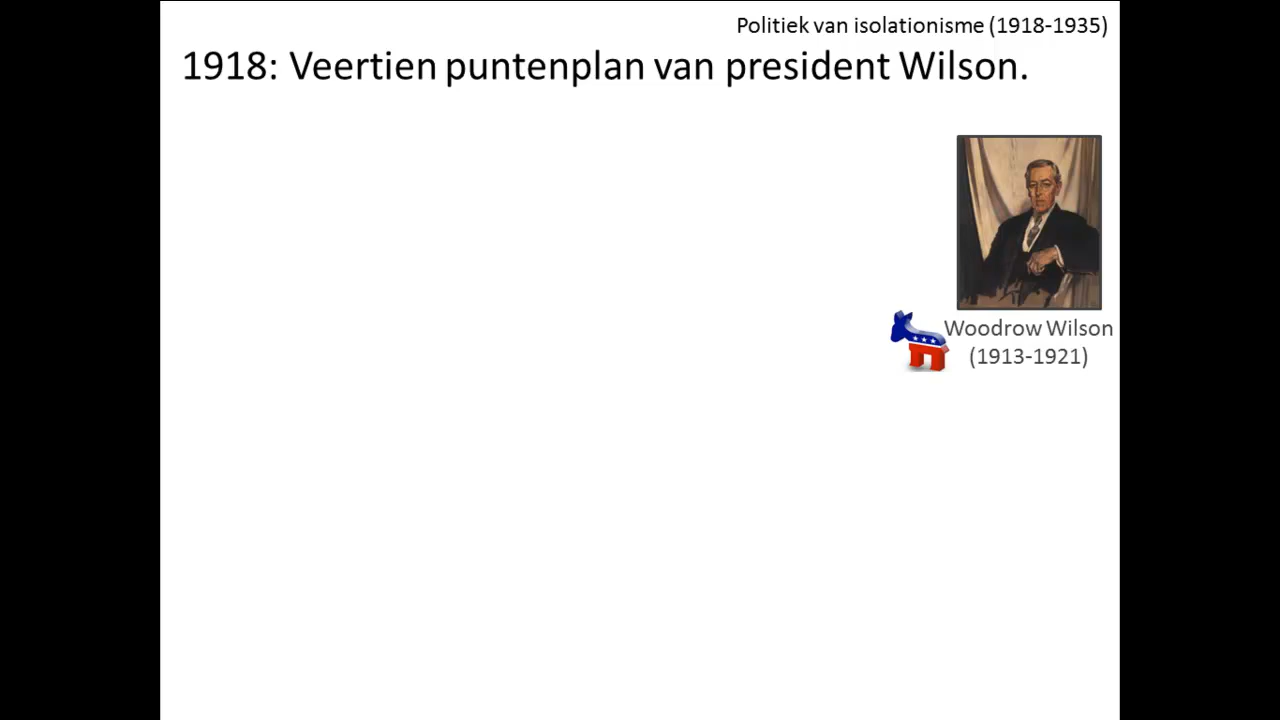 Politiek van isolationisme (1918-1935)
1918: Veertien puntenplan van president Wilson.
Woodrow Wilson
(1913-1921)